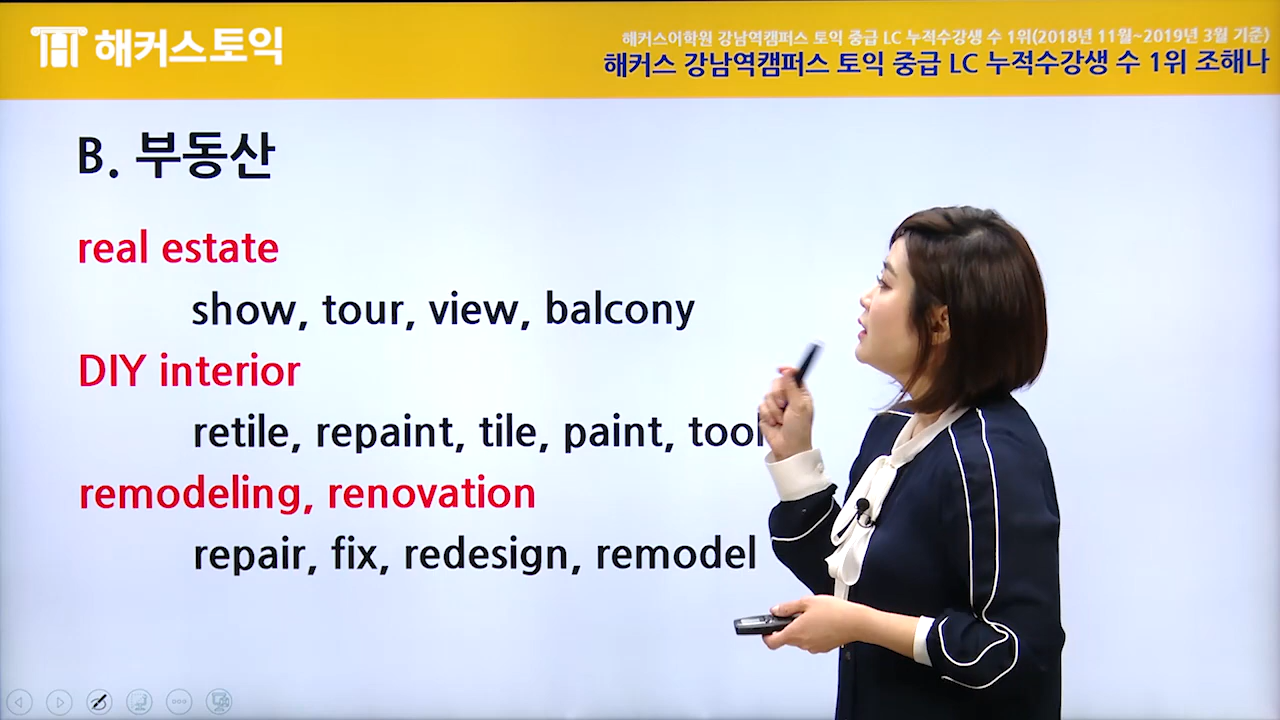 해커스토익
해커스어학원 강남역캠퍼스 토익 중급 LC 누적수강생 수 1위(2018년 11월~2019년 3월 기준)
해커스 강남역캠퍼스 토익 중급 LC 누적수강생 수 1위 조해나
B. 부동산
real estate
show, tour, view, balcony
DIY interior
retile, repaint, tile, paint, tool
remodeling, renovation
repair, fix, redesign, remodel